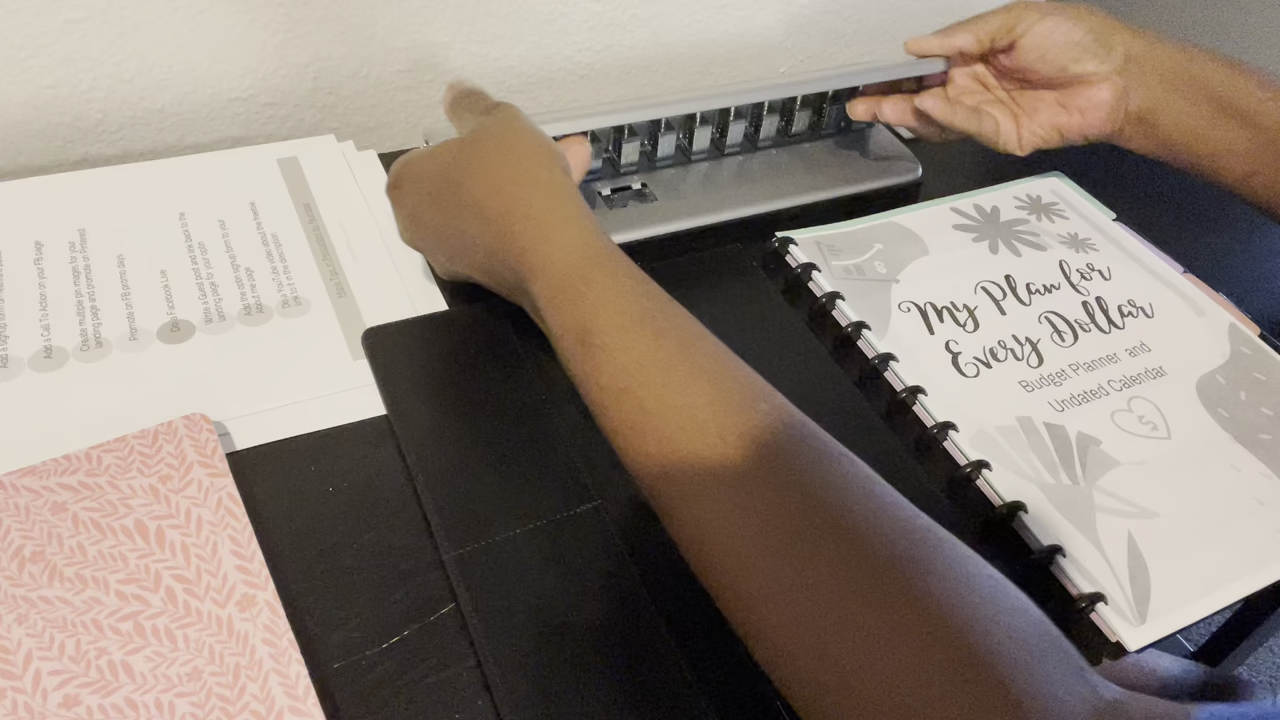 My Plan for
Every Dollar
Budget Planner and
Undated Calendar
$
Add a Call To Action on your FB page
Create multiple pin images for your
landing page and promote on Pinterest
Promote on FB promo days
Do a Facebook Live
Write a Guest post and link back to the
landing page for your optin
Add the optin signup form to your
About me page
Do a YouTube video about the freebie
link to it in the description